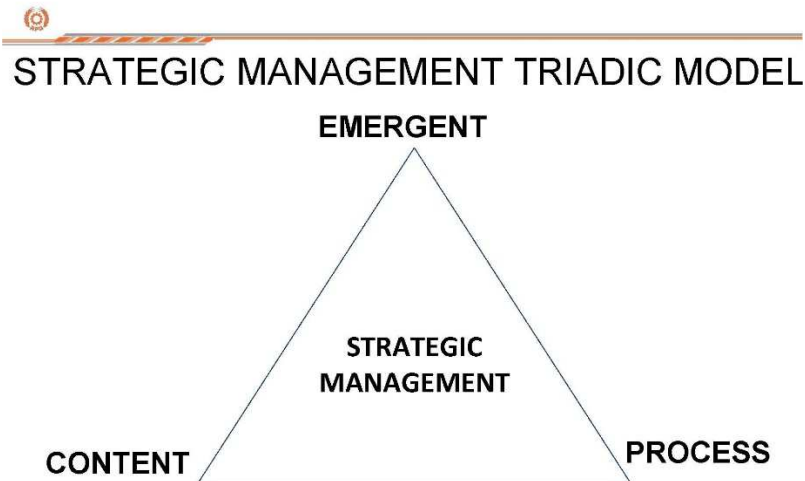 STRATEGIC MANAGEMENT TRIADIC MODEL
EMERGENT
STRATEGIC
MANAGEMENT
CONTENT
PROCESS